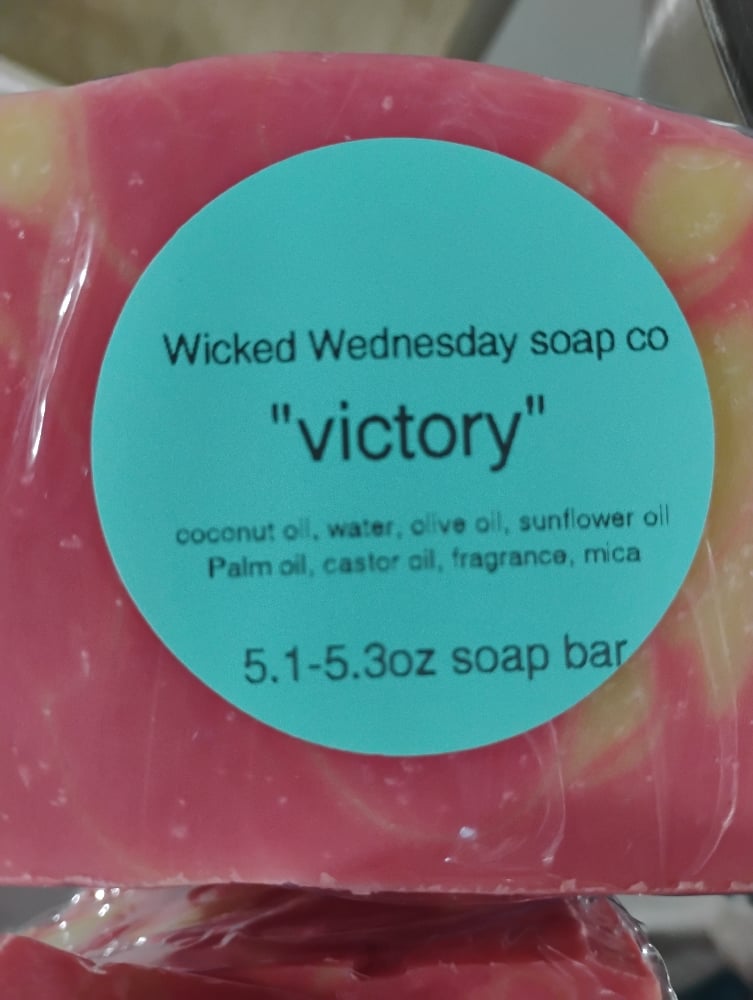 Wicked Wednesday soap co
"victory"
coconut oil, water, olive oil, sunflower oil
Palm oil, castor oil, fragrance, mica
5.1-5.3oz soap bar